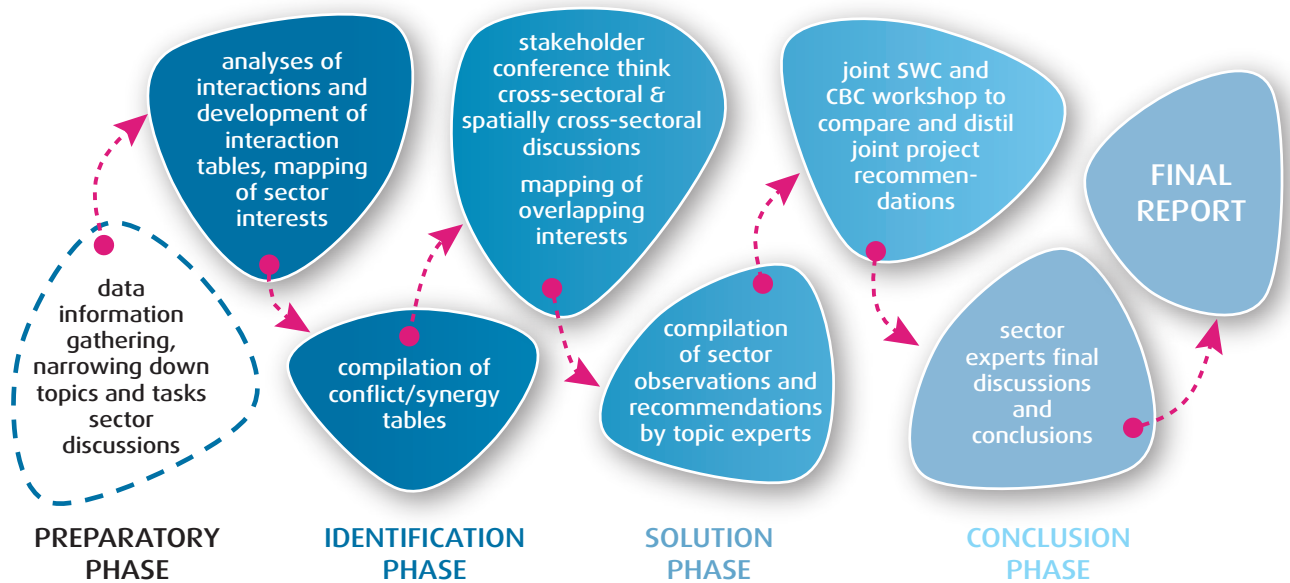 data
information
gathering,
narrowing down
topics and tasks
sector
discussions
analyses of
interactions and
development of
interaction
tables, mapping
of sector
interests
compilation of
conflict/synergy
tables
stakeholder
conference think
cross-sectoral &
spatially cross-sectoral
discussions
mapping of
overlapping
interests
compilation
of sector
observations and
recommendations
by topic experts
joint SWC and
CBC workshop to
compare and distil
joint project
recommen-
dations
sector
experts final
discussions
and
conclusions
FINAL
REPORT
PREPARATORY
PHASE
IDENTIFICATION
PHASE
SOLUTION
PHASE
CONCLUSION
PHASE